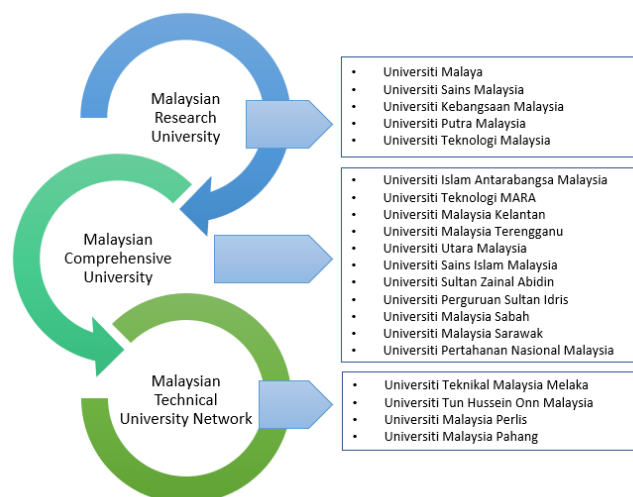 Malaysian
Research
University
• Universiti Malaya
• Universiti Sains Malaysia
• Universiti Kebangsaan Malaysia
• Universiti Putra Malaysia
• Universiti Teknologi Malaysia
Malaysian
Comprehensive
University
• Universiti Islam Antarabangsa Malaysia
• Universiti Teknologi MARA
• Universiti Malaysia Kelantan
• Universiti Malaysia Terengganu
• Universiti Utara Malaysia
• Universiti Sains Islam Malaysia
• Universiti Sultan Zainal Abidin
• Universiti Perguruan Sultan Idris
• Universiti Malaysia Sabah
• Universiti Malaysia Sarawak
• Universiti Pertahanan Nasional Malaysia
Malaysian
Technical
University Network
• Universiti Teknikal Malaysia Melaka
• Universiti Tun Hussein Onn Malaysia
• Universiti Malaysia Perlis
• Universiti Malaysia Pahang